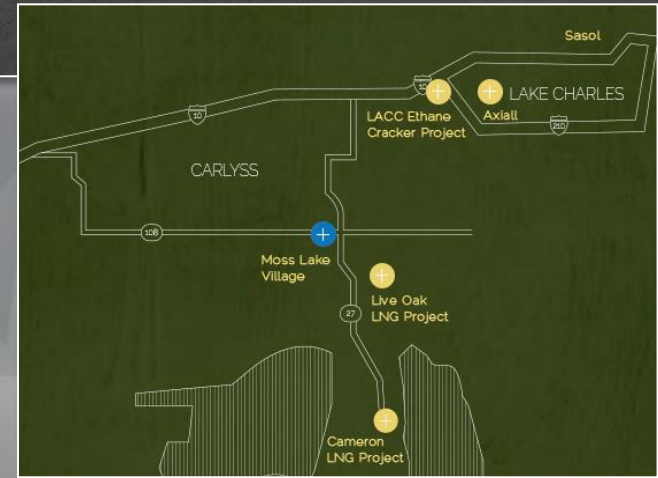 Sasol
10
LACC Ethane
Cracker Project
LAKE CHARLES
Axiall
210
10
CARLYSS
108
Moss Lake
Village
Live Oak
LNG Project
27
Cameron
LNG Project